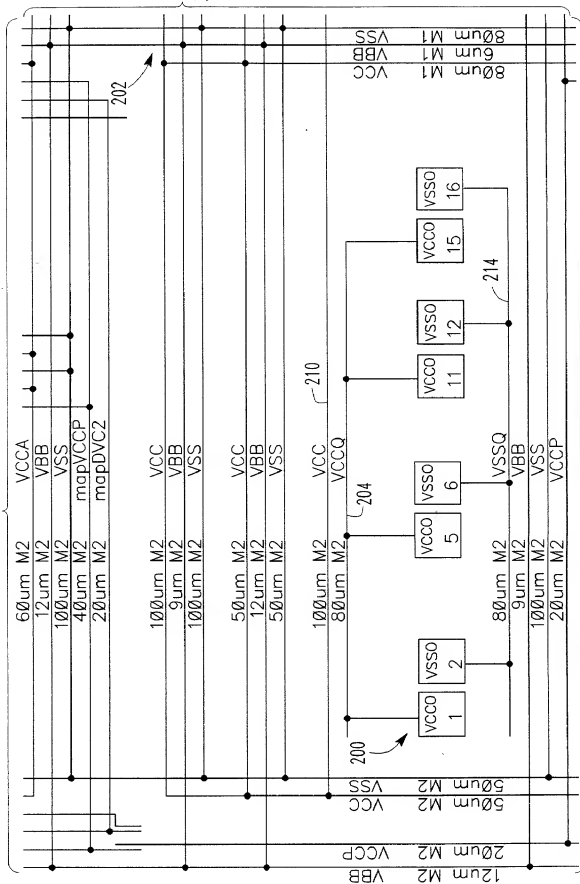 60um M2 VCCA
12um M2 VBB
100um M2 VSS
40um M2 mapVCCP
20um M2 mapDVC2
202
100um M2 VCC
9um M2 VBB
100um M2 VSS
50um M2 VCC
12um M2 VBB
50um M2 VSS
100um M2 VCC
210
80um M2 VCCQ
204
200
VCCO
1
VSSO
2
VCCO
5
VSSO
6
VCCO
11
VSSO
12
VCCO
15
VSSO
16
214
80um M2 VSSQ
9um M2 VBB
100um M2 VSS
20um M2 VCCP
12um M2 VBB
20um M2 VCCP
50um M2 VCC
50um M2 VSS
80um M1 VCC
6um M1 VBB
80um M1 VSS